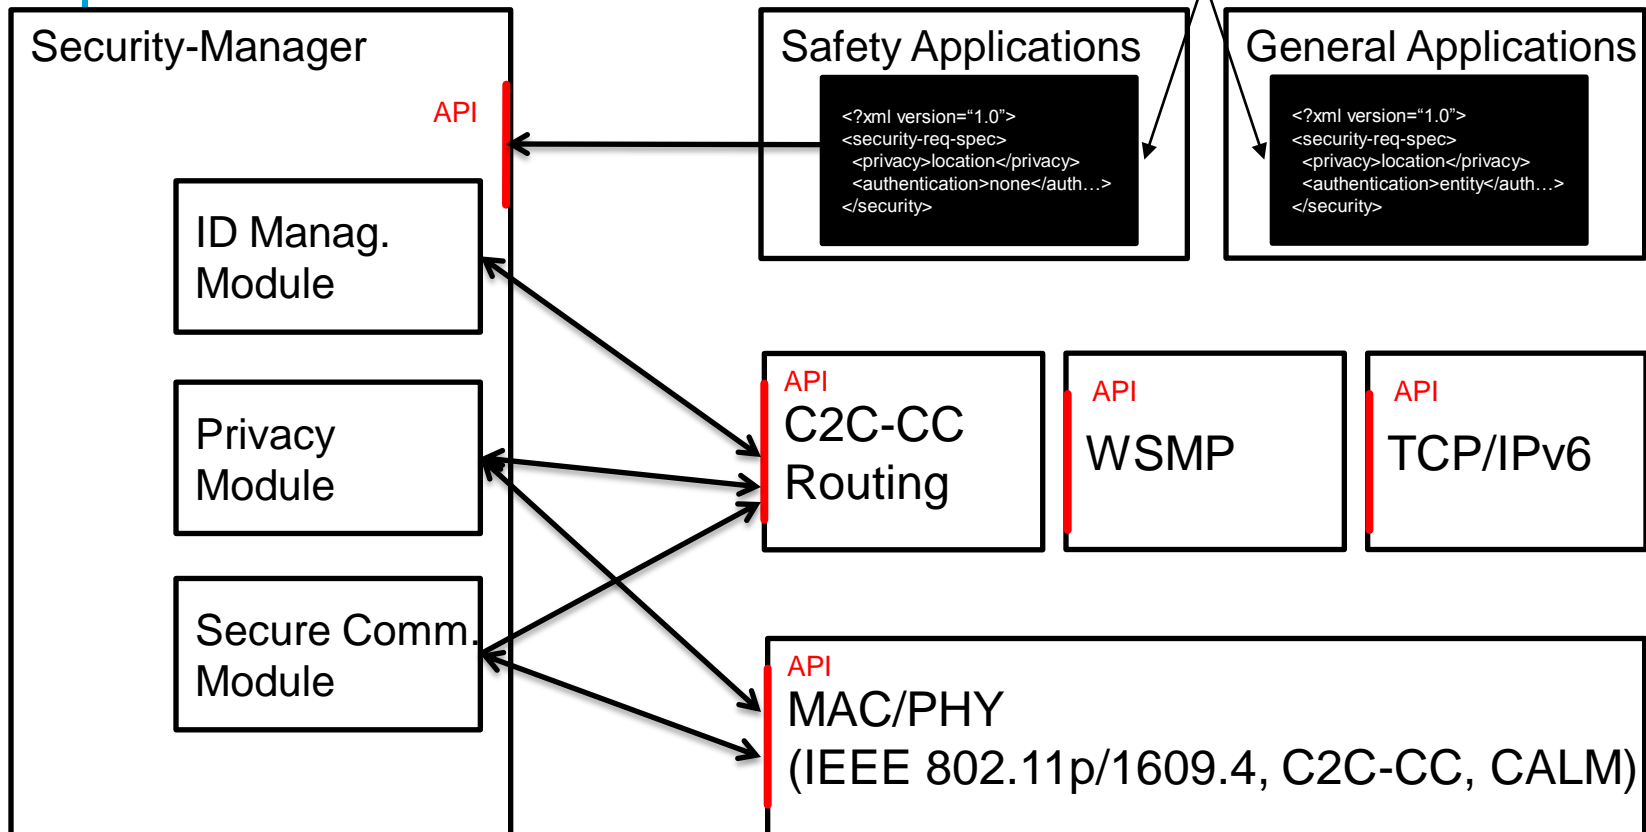 Security-Manager
API
ID Manag.
Module
Privacy
Module
Secure Comm.
Module
Safety Applications
<?xml version=“1.0”>
<security-req-spec>
<privacy>location</privacy>
<authentication>none</auth…>
</security>
General Applications
<?xml version=“1.0”>
<security-req-spec>
<privacy>location</privacy>
<authentication>entity</auth…>
</security>
API
C2C-CC
Routing
API
WSMP
API
TCP/IPv6
API
MAC/PHY
(IEEE 802.11p/1609.4, C2C-CC, CALM)